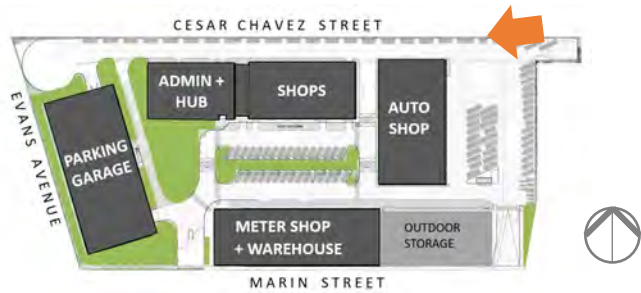 CESAR CHAVEZ STREET
ADMIN +
HUB
SHOPS
AUTO
SHOP
EVANS AVENUE
PARKING
GARAGE
METER SHOP
+ WAREHOUSE
OUTDOOR
STORAGE
MARIN STREET